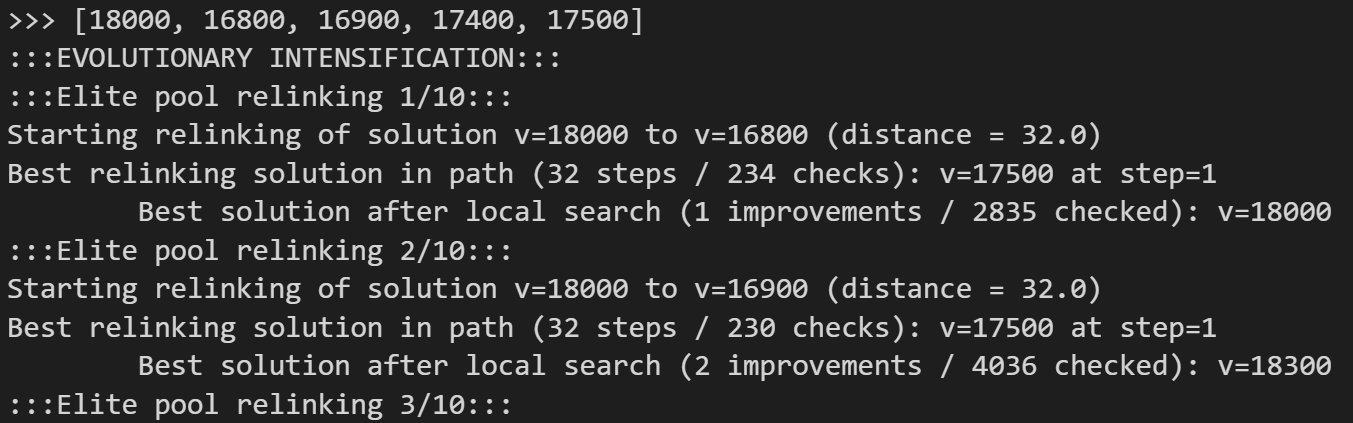 >>> [18000, 16800, 16900, 17400, 17500]
:::EVOLUTIONARY INTENSIFICATION:::
:::Elite pool relinking 1/10:::
Starting relinking of solution v=18000 to v=16800 (distance = 32.0)
Best relinking solution in path (32 steps / 234 checks): v=17500 at step=1
        Best solution after local search (1 improvements / 2835 checked): v=18000
:::Elite pool relinking 2/10:::
Starting relinking of solution v=18000 to v=16900 (distance = 32.0)
Best relinking solution in path (32 steps / 230 checks): v=17500 at step=1
        Best solution after local search (2 improvements / 4036 checked): v=18300
:::Elite pool relinking 3/10:::